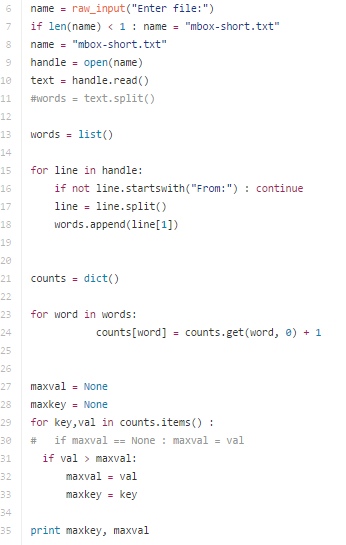 6 name = raw_input("Enter file:")
7 if len(name) < 1 : name = "mbox-short.txt"
8 name = "mbox-short.txt"
9 handle = open(name)
10 text = handle.read()
11 #words = text.split()
12
13 words = list()
14
15 for line in handle:
16     if not line.startswith("From:") : continue
17     line = line.split()
18     words.append(line[1])
19
20
21 counts = dict()
22
23 for word in words:
24            counts[word] = counts.get(word, 0) + 1
25
26
27 maxval = None
28 maxkey = None
29 for key,val in counts.items() :
30 #   if maxval == None : maxval = val
31   if val > maxval:
32       maxval = val
33       maxkey = key
34
35 print maxkey, maxval